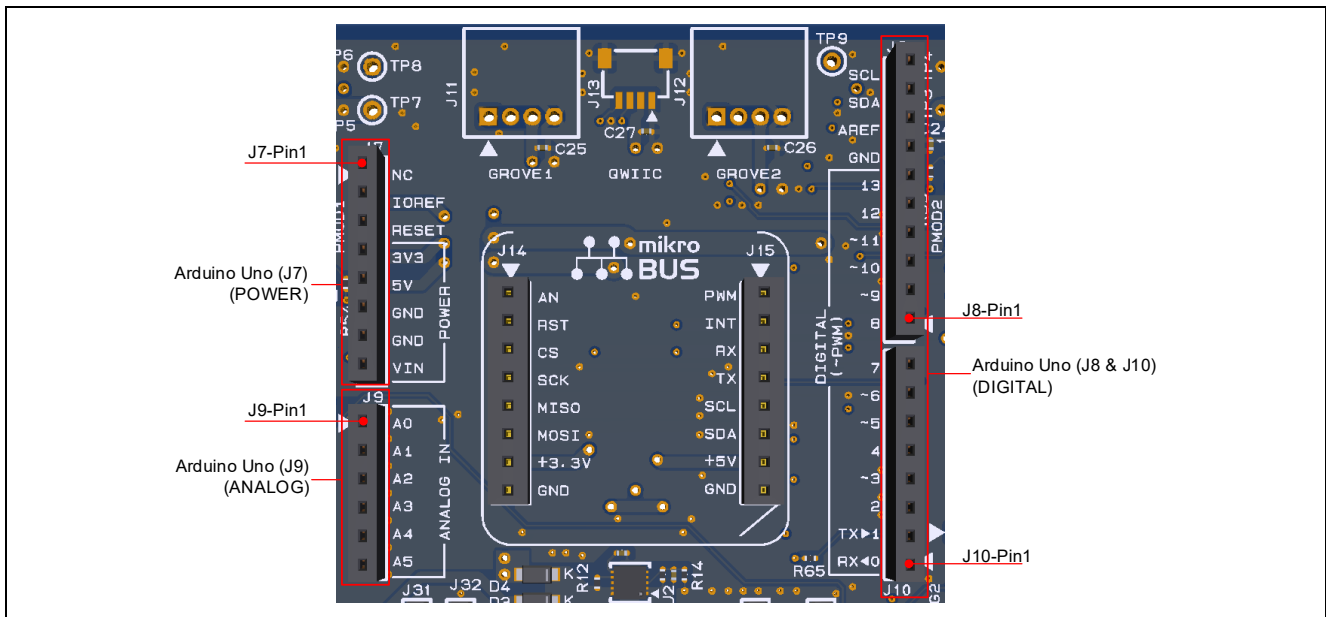 J7-Pin1
Arduino Uno (J7)
(POWER)
J9-Pin1
Arduino Uno (J9)
(ANALOG)
TP8
TP7
J11
GROVE1
C25
J13
C27
QWIIC
J12
GROVE2
C26
TP9
NC
IOREF
RESET
3V3
5V
GND
GND
VIN
POWER
PMOD1
J9
A0
A1
A2
A3
A4
A5
ANALOG IN
mikro
BUS
J14
AN
RST
CS
SCK
MISO
MOSI
+3.3V
GND
J15
PWM
INT
RX
TX
SCL
SDA
+5V
GND
SCL
SDA
AREF
GND
13
12
~11
~10
~9
8
7
~6
~5
4
~3
2
TX▶1
RX◀0
DIGITAL
(~PWM)
PMOD2
J10
J31
J32
D4
R12
R14
R65
J8-Pin1
Arduino Uno (J8 & J10)
(DIGITAL)
J10-Pin1